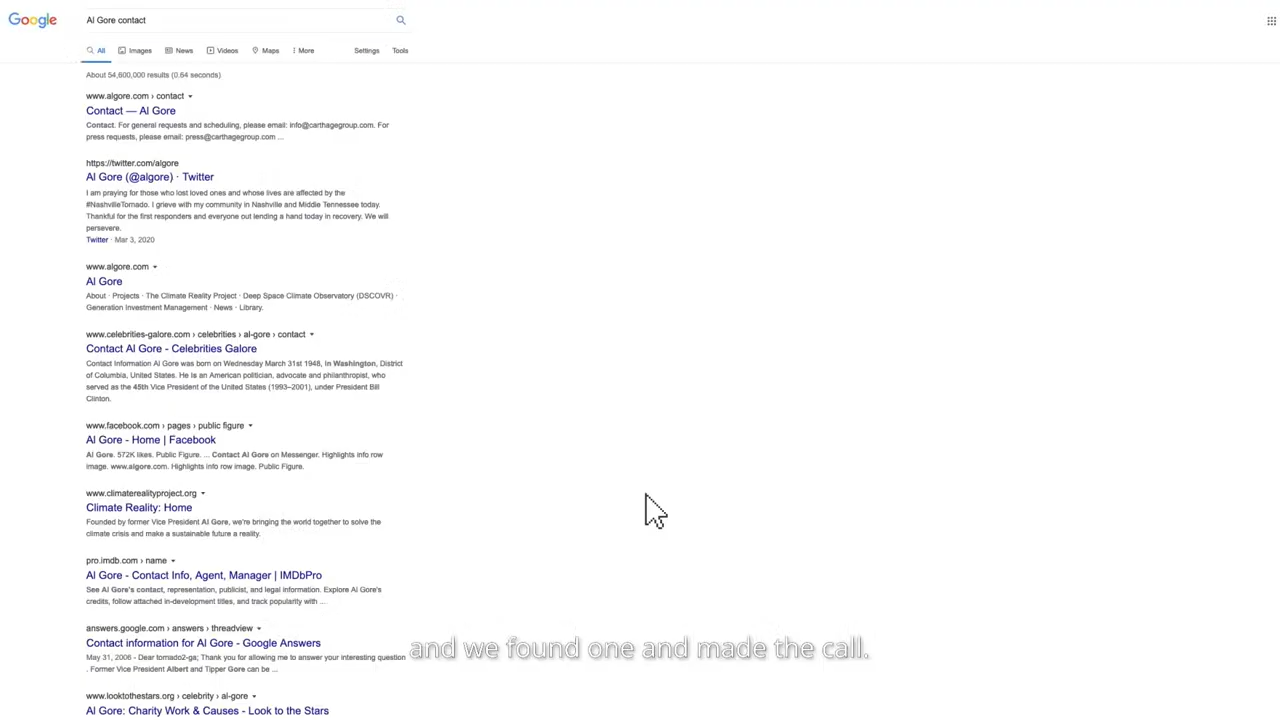 Google
Al Gore contact
All Images News Videos Maps More Settings Tools
About 54,600,000 results (0.64 seconds)
www.algore.com › contact
Contact — Al Gore
Contact. For general requests and scheduling, please email: info@carthagegroup.com. For
press requests, please email: press@carthagegroup.com ...
https://twitter.com/algore
Al Gore (@algore) · Twitter
I am praying for those who lost loved ones and whose lives are affected by the
#NashvilleTornado. I grieve with my community in Nashville and Middle Tennessee today.
Thankful for the first responders and everyone out lending a hand today in recovery. We will
persevere.
Twitter · Mar 3, 2020
www.algore.com
Al Gore
About · Projects · The Climate Reality Project · Deep Space Climate Observatory (DSCOVR) ·
Generation Investment Management · News · Library.
www.celebrities-galore.com › celebrities › al-gore › contact
Contact Al Gore - Celebrities Galore
Contact Information Al Gore was born on Wednesday March 31st 1948, in Washington, District
of Columbia, United States. He is an American politician, advocate and philanthropist, who
served as the 45th Vice President of the United States (1993–2001), under President Bill
Clinton.
www.facebook.com › pages › public figure
Al Gore - Home | Facebook
Al Gore. 572K likes. Public Figure. ... Contact Al Gore on Messenger. Highlights info row
image. www.algore.com. Highlights info row image. Public Figure.
www.climaterealityproject.org
Climate Reality: Home
Founded by former Vice President Al Gore, we're bringing the world together to solve the
climate crisis and make a sustainable future a reality.
pro.imdb.com › name
Al Gore - Contact Info, Agent, Manager | IMDbPro
See Al Gore's contact, representation, publicist, and legal information. Explore Al Gore's
credits, follow attached in-development titles, and track popularity with ...
answers.google.com › answers › threadview
Contact information for Al Gore - Google Answers
May 31, 2006 - Dear tomado2-ga; Thank you for allowing me to answer your interesting question
. Former Vice President Albert and Tipper Gore can be ...
and we found one and made the call.
www.looktothestars.org › celebrity › al-gore
Al Gore: Charity Work & Causes - Look to the Stars